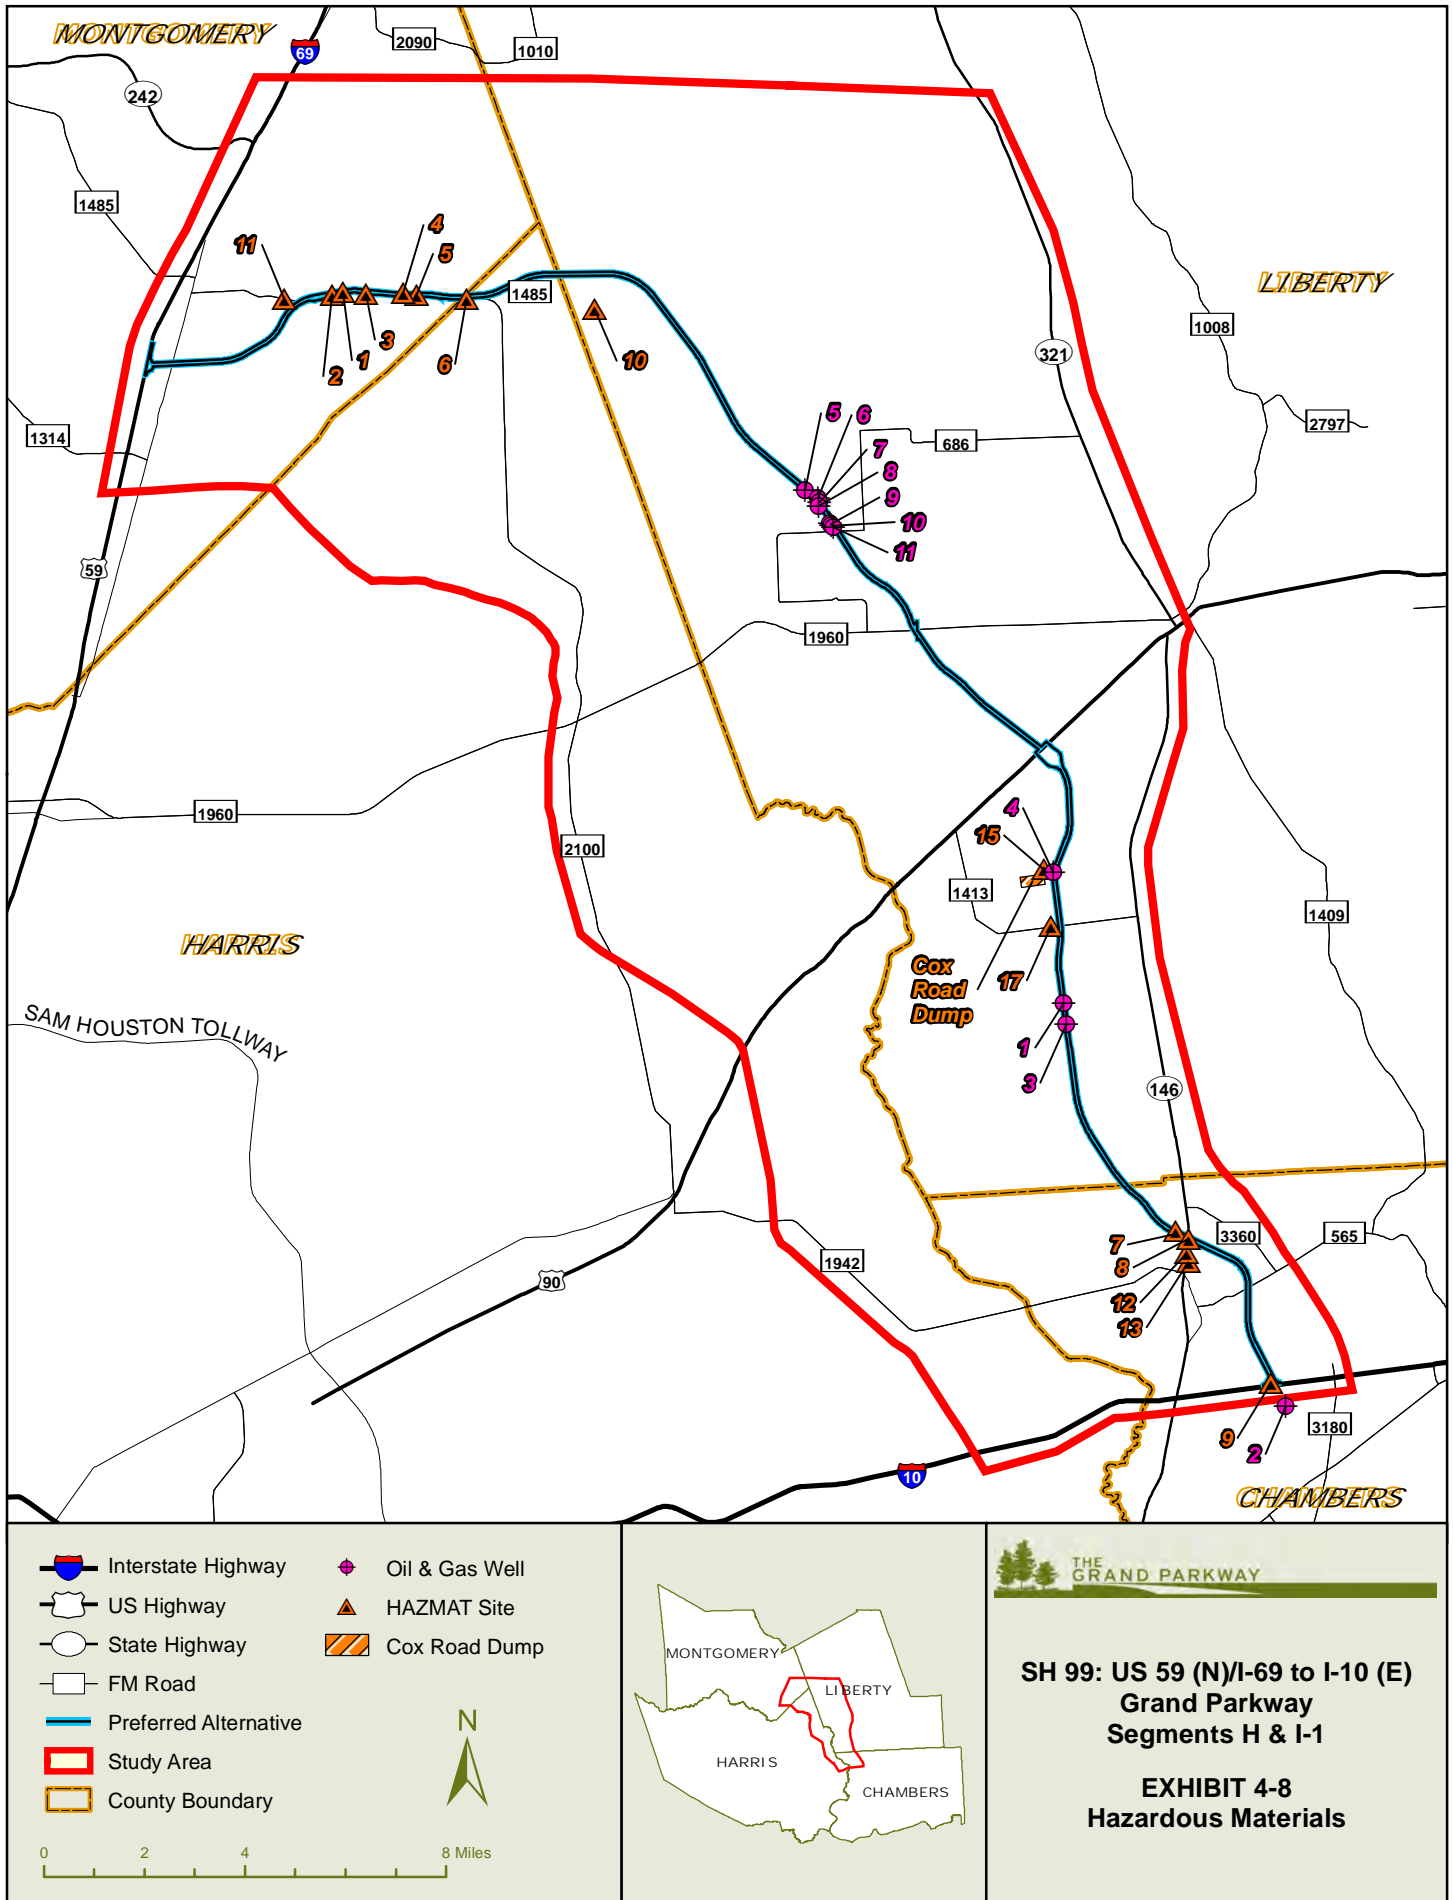 MONTGOMERY
69
2090
1010
242
1485
LIBERTY
11
4
5
1485
3
1
2
6
10
1008
321
2797
1314
5
6
7
8
9
10
11
686
59
1960
1960
2100
4
15
1413
1409
HARRIS
Cox
Road
Dump
17
SAM HOUSTON TOLLWAY
1
3
146
7
8
12
13
3360
565
1942
90
9
2
3180
10
CHAMBERS
Interstate Highway
US Highway
State Highway
FM Road
Preferred Alternative
Study Area
County Boundary
Oil & Gas Well
HAZMAT Site
Cox Road Dump
N
0 2 4 8 Miles
MONTGOMERY
LIBERTY
HARRIS
CHAMBERS
THE
GRAND PARKWAY
SH 99: US 59 (N)/I-69 to I-10 (E)
Grand Parkway
Segments H & I-1
EXHIBIT 4-8
Hazardous Materials